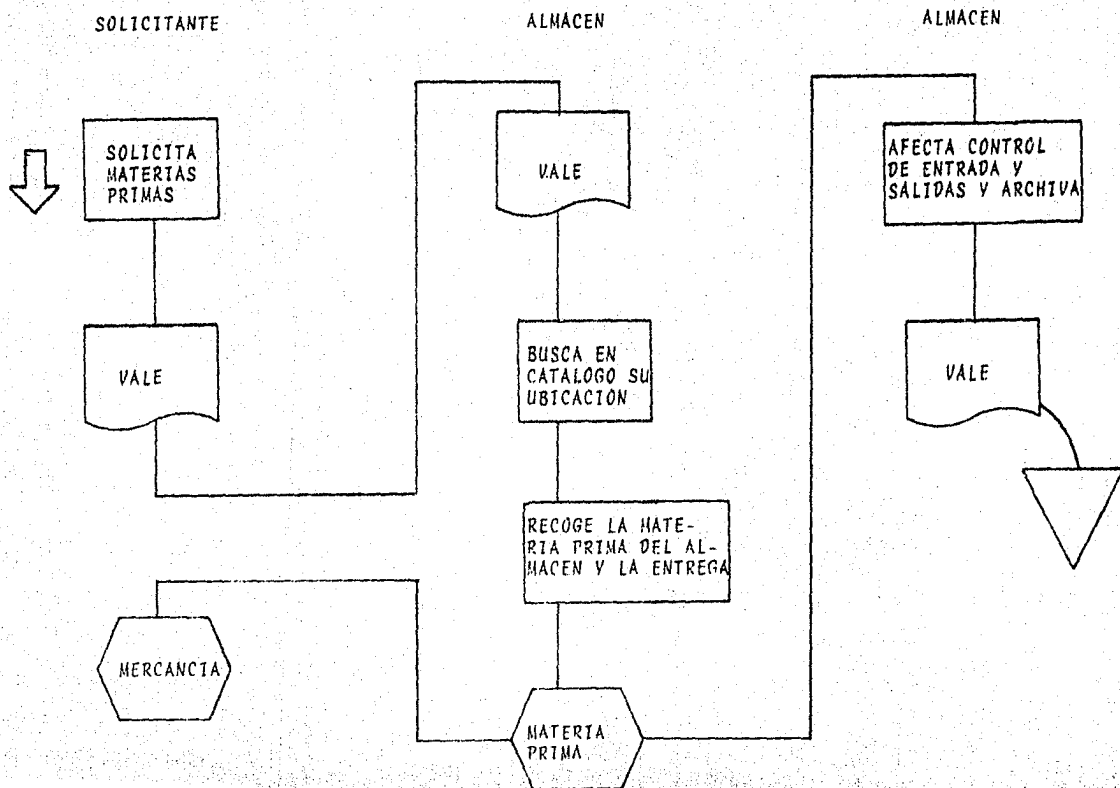 SOLICITANTE
ALMACEN
ALMACEN
SOLICITA
MATERIAS
PRIMAS
VALE
VALE
BUSCA EN
CATALOGO SU
UBICACION
RECOGE LA MATE-
RIA PRIMA DEL AL-
MACEN Y LA ENTREGA
MERCANCIA
MATERIA
PRIMA
AFECTA CONTROL
DE ENTRADA Y
SALIDAS Y ARCHIVA
VALE